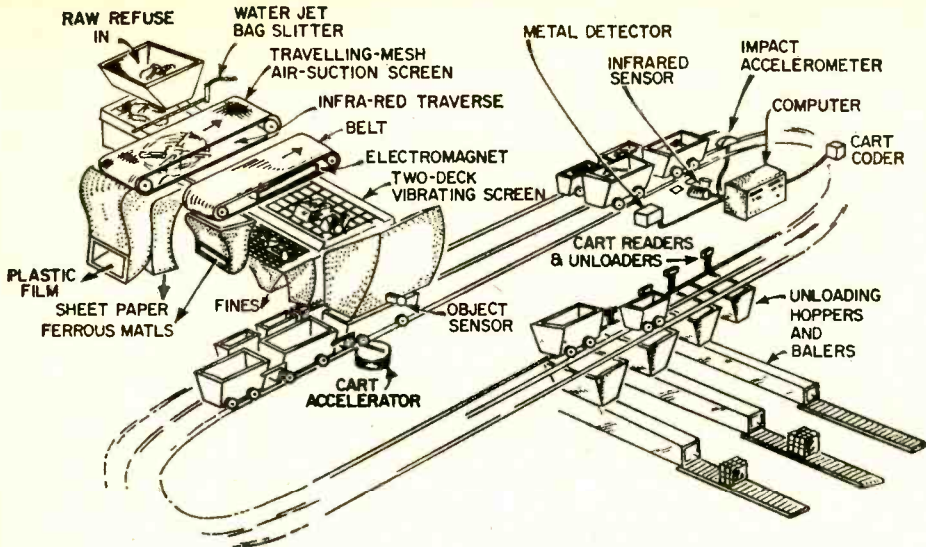 RAW REFUSE
IN
WATER JET
BAG SLITTER
TRAVELLING-MESH
AIR-SUCTION SCREEN
INFRA-RED TRAVERSE
BELT
ELECTROMAGNET
TWO-DECK
VIBRATING SCREEN
METAL DETECTOR
INFRARED
SENSOR
IMPACT
ACCELEROMETER
COMPUTER
CART
CODER
PLASTIC
FILM
SHEET PAPER
FERROUS MATLS
FINES
OBJECT
SENSOR
CART
ACCELERATOR
CART READERS
& UNLOADERS
UNLOADING
HOPPERS
AND
BALERS